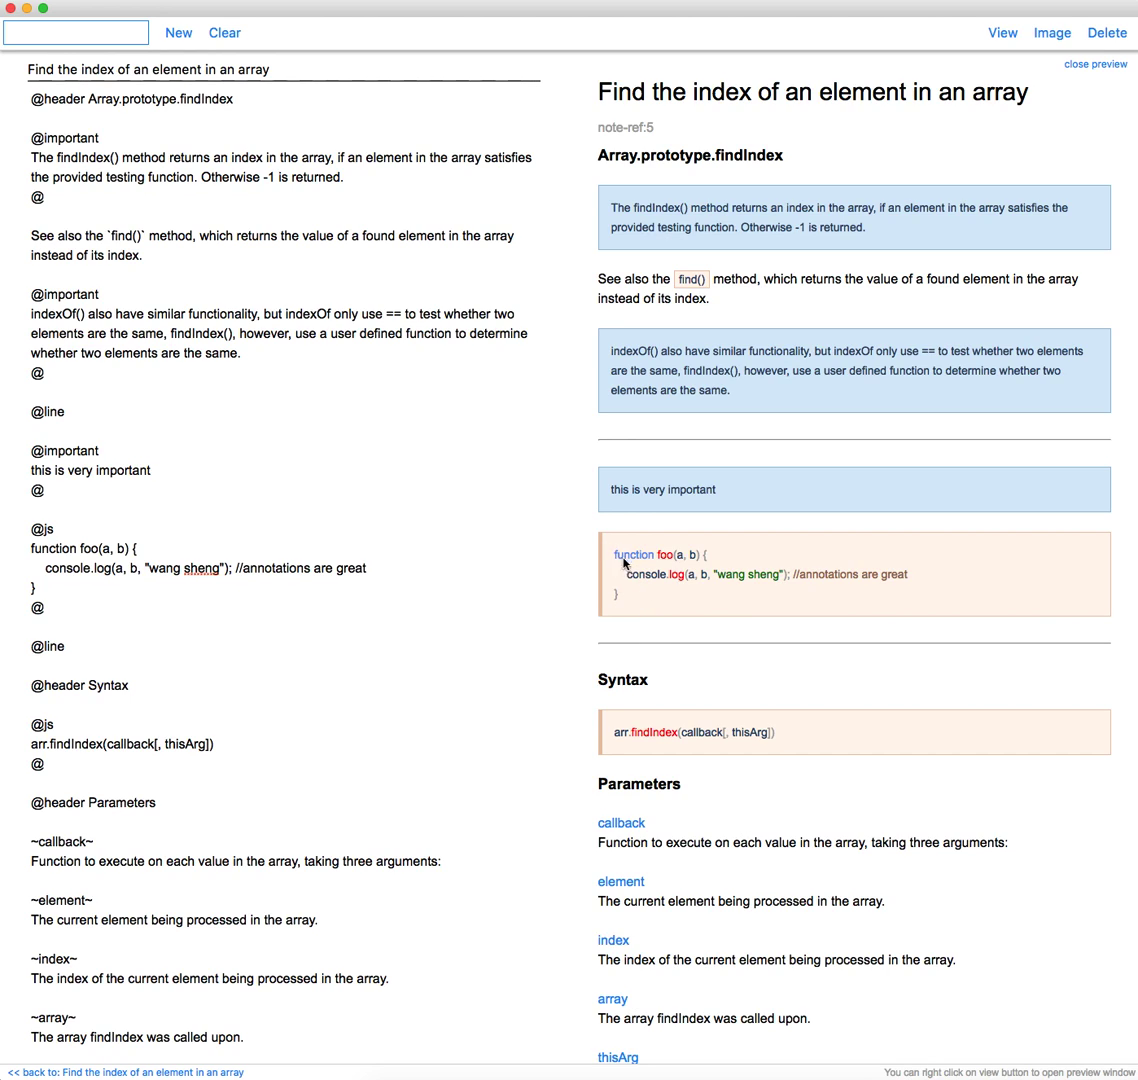 New Clear View Image Delete
Find the index of an element in an array
@header Array.prototype.findIndex
@important
The findIndex() method returns an index in the array, if an element in the array satisfies
the provided testing function. Otherwise -1 is returned.
@
See also the `find()` method, which returns the value of a found element in the array
instead of its index.
@important
indexOf() also have similar functionality, but indexOf only use == to test whether two
elements are the same, findIndex(), however, use a user defined function to determine
whether two elements are the same.
@
@line
@important
this is very important
@
@js
function foo(a, b) {
console.log(a, b, "wang sheng"); //annotations are great
}
@
@line
@header Syntax
@js
arr.findIndex(callback[, thisArg])
@
@header Parameters
~callback~
Function to execute on each value in the array, taking three arguments:
~element~
The current element being processed in the array.
~index~
The index of the current element being processed in the array.
~array~
The array findIndex was called upon.
close preview
Find the index of an element in an array
note-ref:5
Array.prototype.findIndex
The findIndex() method returns an index in the array, if an element in the array satisfies the
provided testing function. Otherwise -1 is returned.
See also the find() method, which returns the value of a found element in the array
instead of its index.
indexOf() also have similar functionality, but indexOf only use == to test whether two elements
are the same, findIndex(), however, use a user defined function to determine whether two
elements are the same.
this is very important
function foo(a, b) {
console.log(a, b, "wang sheng"); //annotations are great
}
Syntax
arr.findIndex(callback[, thisArg])
Parameters
callback
Function to execute on each value in the array, taking three arguments:
element
The current element being processed in the array.
index
The index of the current element being processed in the array.
array
The array findIndex was called upon.
thisArg
<< back to: Find the index of an element in an array
You can right click on view button to open preview window